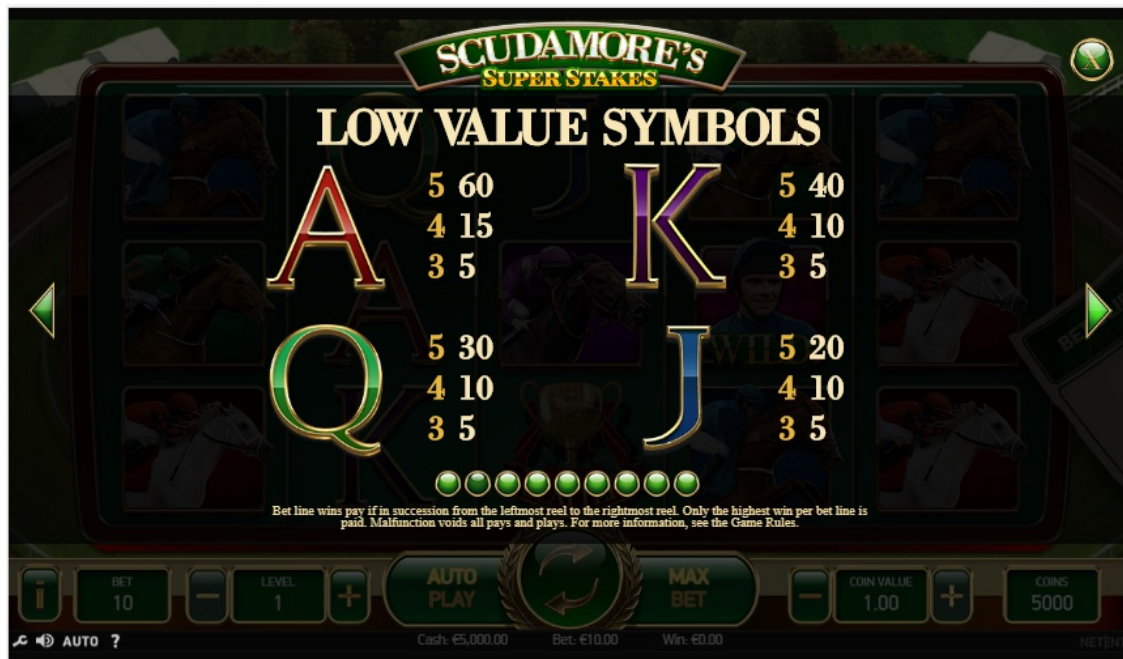 SCUDAMORE's
SUPER STAKES
X
LOW VALUE SYMBOLS
A
5 60
4 15
3 5
K
5 40
4 10
3 5
Q
5 30
4 10
3 5
J
5 20
4 10
3 5
WILD
Bet line wins pay if in succession from the leftmost reel to the rightmost reel. Only the highest win per bet line is
paid. Malfunction voids all pays and plays. For more information, see the Game Rules.
i
BET
10
LEVEL
1
AUTO
PLAY
MAX
BET
COIN VALUE
1.00
COINS
5000
AUTO ?
Cash: €5,000.00 Bet: €10.00 Win: €0.00
NETENT